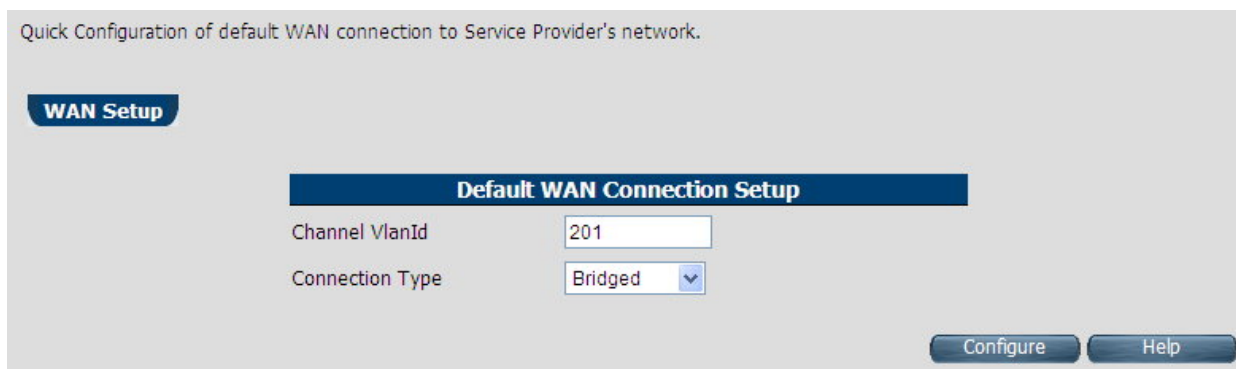 Quick Configuration of default WAN connection to Service Provider's network.
WAN Setup
Default WAN Connection Setup
Channel VlanId 201
Connection Type Bridged
Configure Help